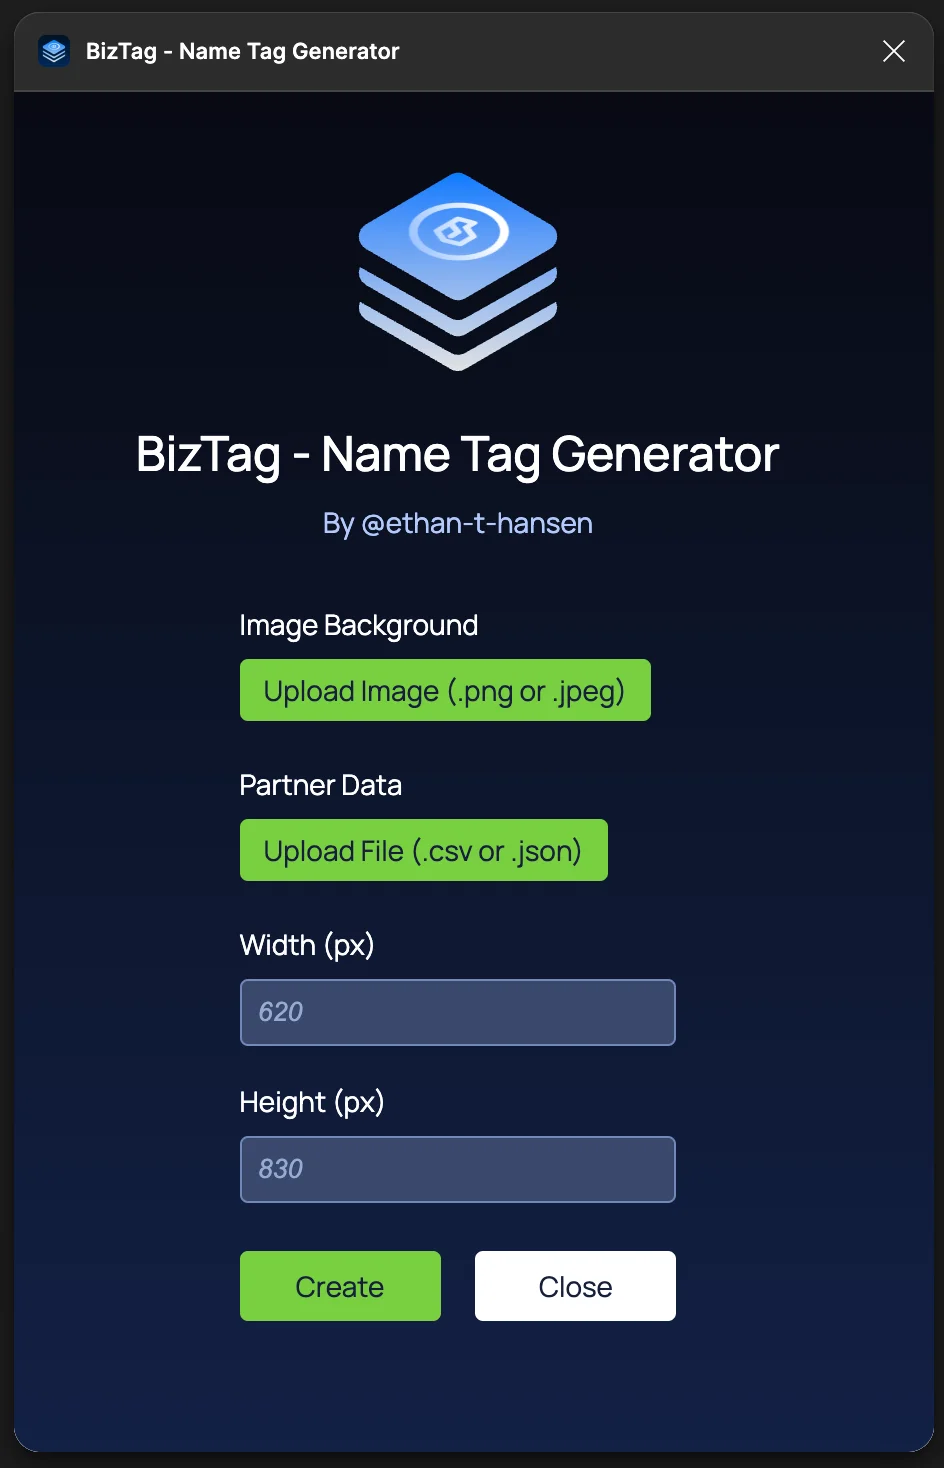 BizTag - Name Tag Generator
BizTag - Name Tag Generator
By @ethan-t-hansen
Image Background
Upload Image (.png or .jpeg)
Partner Data
Upload File (.csv or .json)
Width (px)
620
Height (px)
830
Create
Close